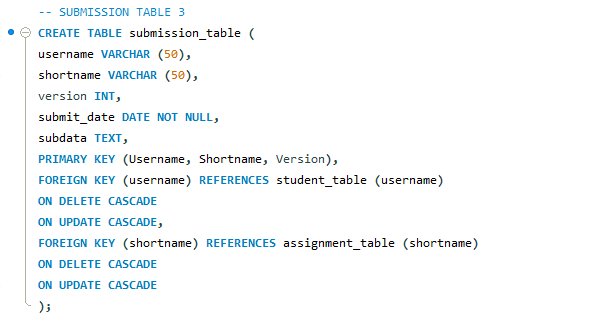 -- SUBMISSION TABLE 3
CREATE TABLE submission_table (
username VARCHAR (50),
shortname VARCHAR (50),
version INT,
submit_date DATE NOT NULL,
subdata TEXT,
PRIMARY KEY (Username, Shortname, Version),
FOREIGN KEY (username) REFERENCES student_table (username)
ON DELETE CASCADE
ON UPDATE CASCADE,
FOREIGN KEY (shortname) REFERENCES assignment_table (shortname)
ON DELETE CASCADE
ON UPDATE CASCADE
);